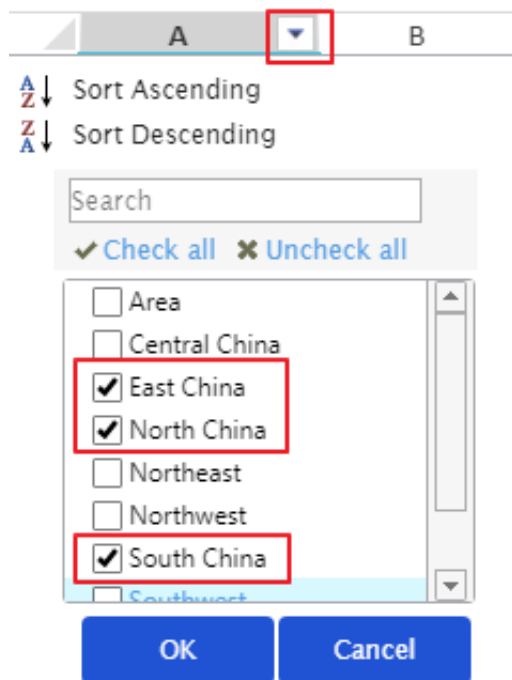 A B
Sort Ascending
Sort Descending
Search
Check all Uncheck all
Area
Central China
East China
North China
Northeast
Northwest
South China
Southwest
OK Cancel